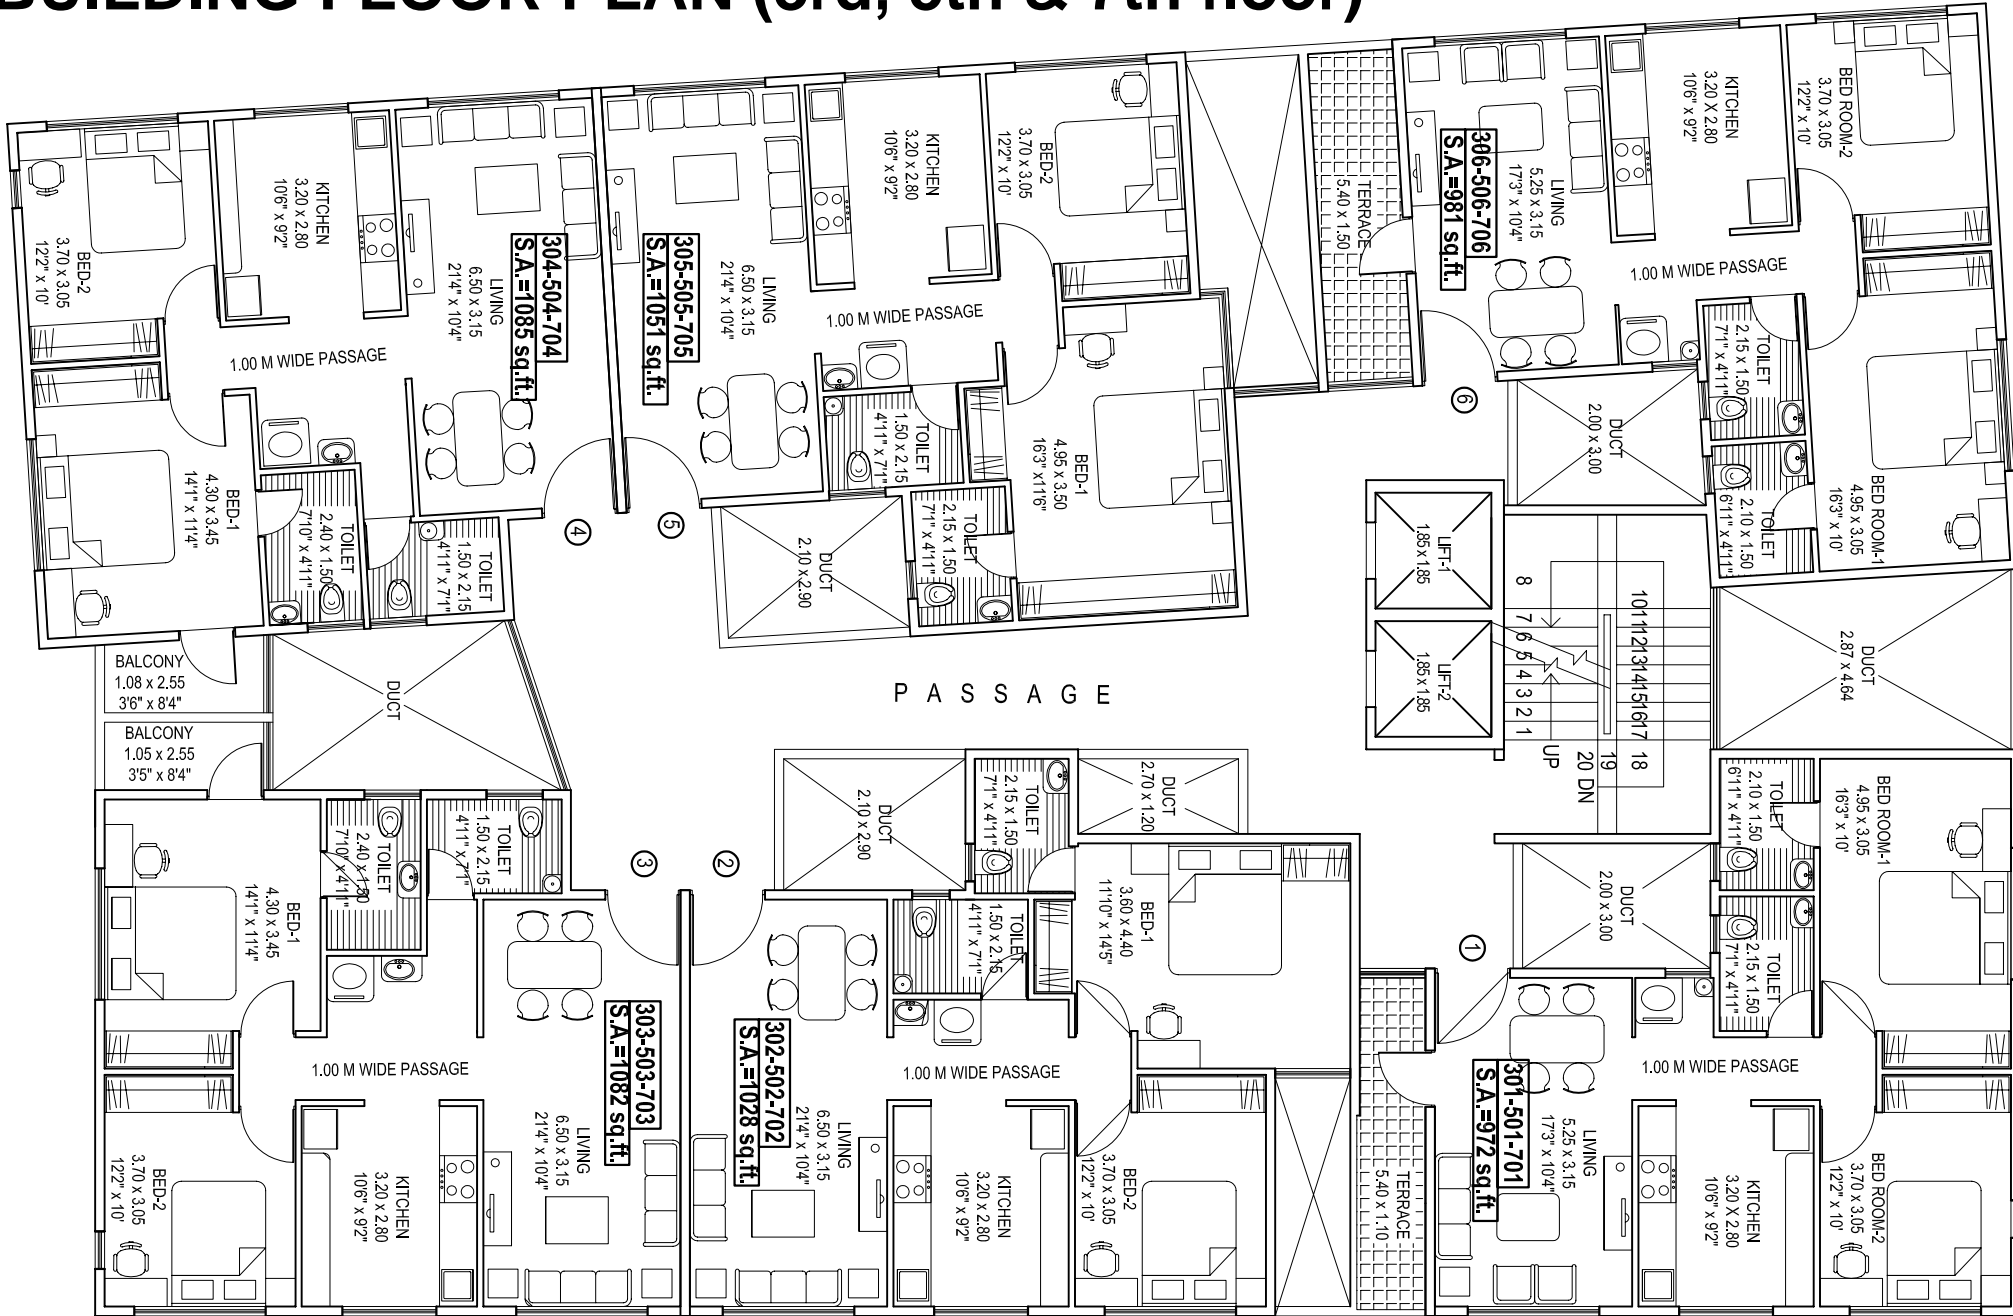 BUILDING FLOOR PLAN (3rd, 5th & 7th floor)
BED-2
3.70 x 3.05
12'2" x 10'
KITCHEN
3.20 x 2.80
10'6" x 9'2"
LIVING
6.50 x 3.15
21'4" x 10'4"
304-504-704
S.A.=1085 sq.ft.
1.00 M WIDE PASSAGE
BED-1
4.30 x 3.45
14'1" x 11'4"
TOILET
2.40 x 1.50
7'10" x 4'11"
TOILET
1.50 x 2.15
4'11" x 7'1"
4
305-505-705
S.A.=1051 sq.ft.
LIVING
6.50 x 3.15
21'4" x 10'4"
KITCHEN
3.20 x 2.80
10'6" x 9'2"
BED-2
3.70 x 3.05
12'2" x 10'
1.00 M WIDE PASSAGE
BED-1
4.95 x 3.50
16'3" x11'6"
TOILET
1.50 x 2.15
4'11" x 7'1"
TOILET
2.15 x 1.50
7'1" x 4'11"
5
DUCT
2.10 x 2.90
TERRACE
5.40 x 1.50
306-506-706
S.A.=981 sq.ft.
LIVING
5.25 x 3.15
17'3" x 10'4"
KITCHEN
3.20 X 2.80
10'6" x 9'2"
BED ROOM-2
3.70 x 3.05
12'2" x 10'
1.00 M WIDE PASSAGE
TOILET
2.15 x 1.50
7'1" x 4'11"
TOILET
2.10 x 1.50
6'11" x 4'11"
BED ROOM-1
4.95 x 3.05
16'3" x 10'
6
DUCT
2.00 x 3.00
LIFT-1
1.85 x 1.85
LIFT-2
1.85 x 1.85
8
7
6
5
4
3
2
1
UP
10
11
12
13
14
15
16
17
18
19
20 DN
DUCT
2.87 x 4.64
PASSAGE
BALCONY
1.08 x 2.55
3'6" x 8'4"
BALCONY
1.05 x 2.55
3'5" x 8'4"
DUCT
BED-1
4.30 x 3.45
14'1" x 11'4"
TOILET
2.40 x 1.50
7'10" x 4'11"
TOILET
1.50 x 2.15
4'11" x 7'1"
3
303-503-703
S.A.=1082 sq.ft.
1.00 M WIDE PASSAGE
BED-2
3.70 x 3.05
12'2" x 10'
KITCHEN
3.20 x 2.80
10'6" x 9'2"
LIVING
6.50 x 3.15
21'4" x 10'4"
2
DUCT
2.10 x 2.90
TOILET
2.15 x 1.50
7'1" x 4'11"
DUCT
2.70 x 1.20
TOILET
1.50 x 2.15
4'11" x 7'1"
BED-1
3.60 x 4.40
11'10" x 14'5"
302-502-702
S.A.=1028 sq.ft.
1.00 M WIDE PASSAGE
LIVING
6.50 x 3.15
21'4" x 10'4"
KITCHEN
3.20 x 2.80
10'6" x 9'2"
BED-2
3.70 x 3.05
12'2" x 10'
1
DUCT
2.00 x 3.00
TOILET
2.10 x 1.50
6'11" x 4'11"
TOILET
2.15 x 1.50
7'1" x 4'11"
BED ROOM-1
4.95 x 3.05
16'3" x 10'
301-501-701
S.A.=972 sq.ft.
1.00 M WIDE PASSAGE
TERRACE
5.40 x 1.10
LIVING
5.25 x 3.15
17'3" x 10'4"
KITCHEN
3.20 X 2.80
10'6" x 9'2"
BED ROOM-2
3.70 x 3.05
12'2" x 10'